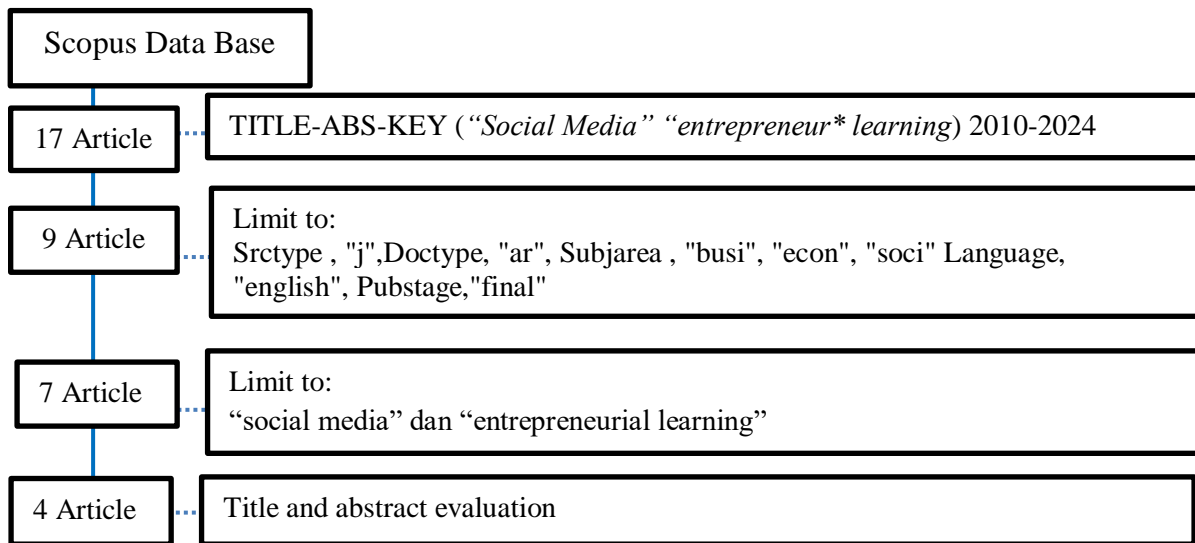 Scopus Data Base
17 Article
TITLE-ABS-KEY (“Social Media” “entrepreneur* learning) 2010-2024
9 Article
Limit to:
Srctype , "j",Doctype, "ar", Subjarea , "busi", "econ", "soci" Language,
"english", Pubstage,"final"
7 Article
Limit to:
“social media” dan “entrepreneurial learning”
4 Article
Title and abstract evaluation